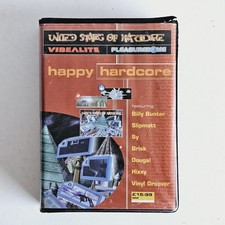 UNITED STATES OF HARDCORE
VIBEALITE
PLEASUREDOME
happy hardcore
featuring
Billy Bunter
Slipmatt
Sy
Brisk
Dougal
Hixxy
Vinyl Groover
£15.99